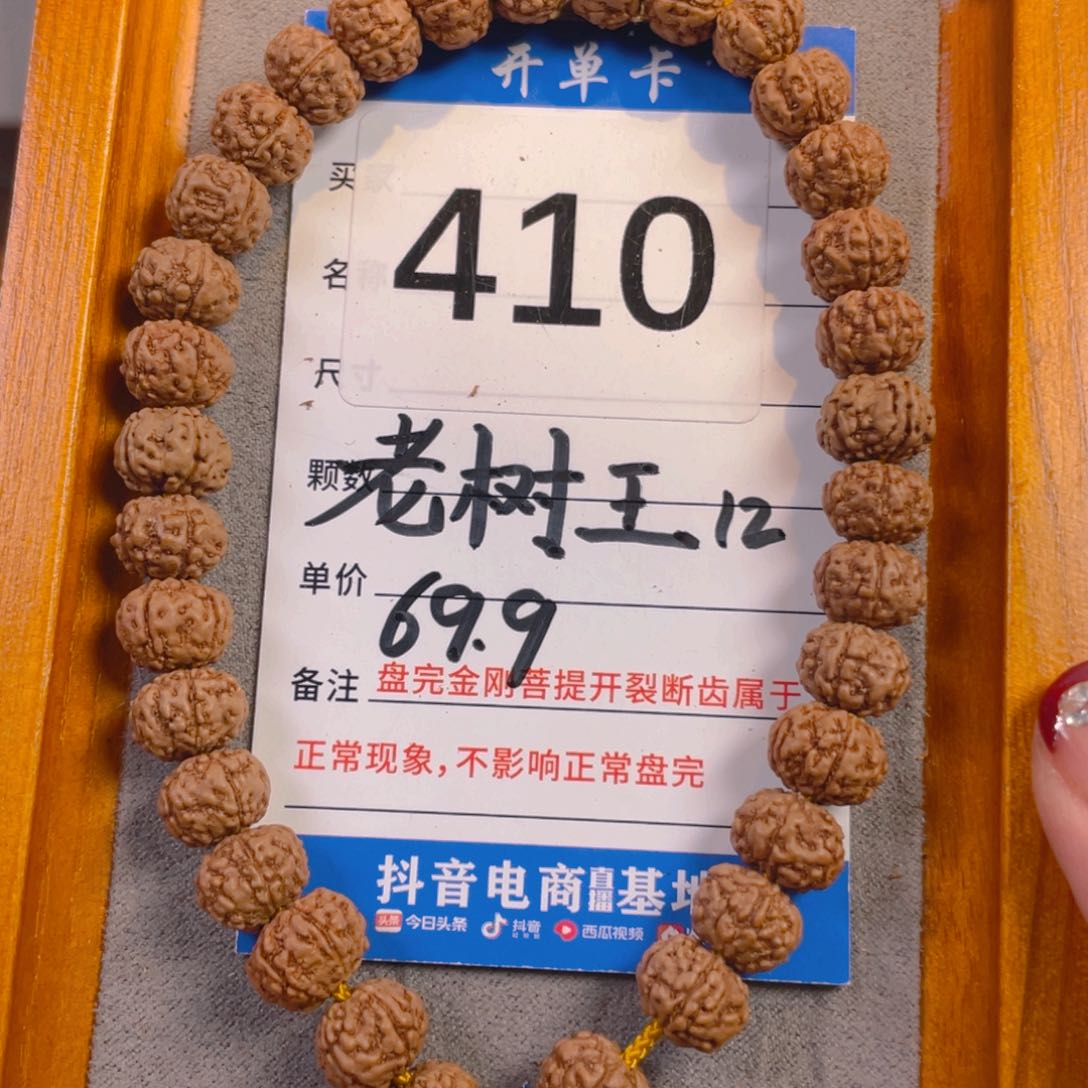 开单卡
买家
410
名称
尺寸
颗数 老树王 12
单价 69.9
备注 盘完金刚菩提开裂断齿属于
正常现象,不影响正常盘完
抖音电商直播基地
头条 今日头条 抖音 西瓜视频